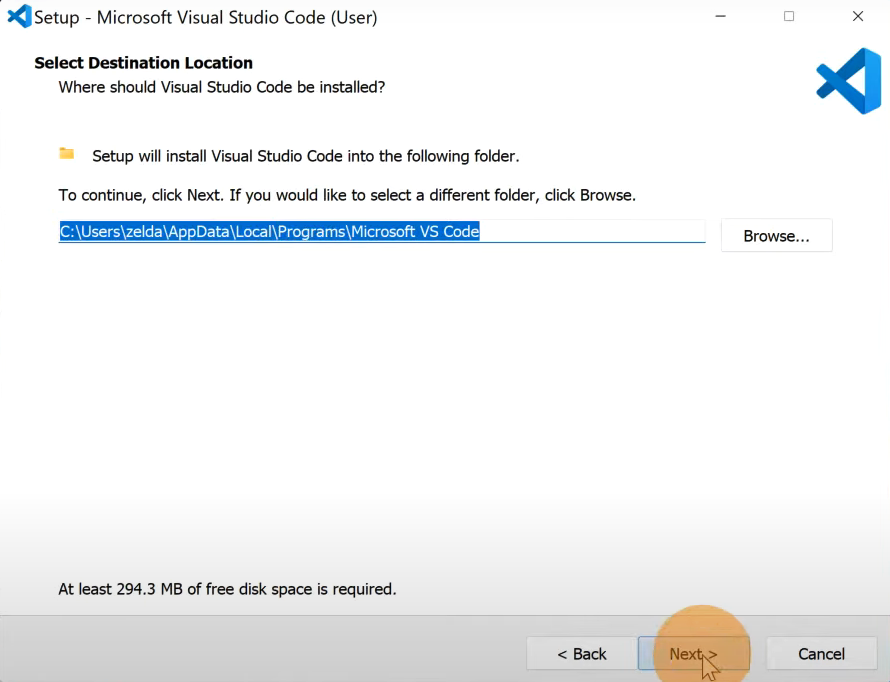 Setup - Microsoft Visual Studio Code (User)
Select Destination Location
Where should Visual Studio Code be installed?
Setup will install Visual Studio Code into the following folder.
To continue, click Next. If you would like to select a different folder, click Browse.
C:\Users\zelda\AppData\Local\Programs\Microsoft VS Code
Browse...
At least 294.3 MB of free disk space is required.
< Back
Next >
Cancel